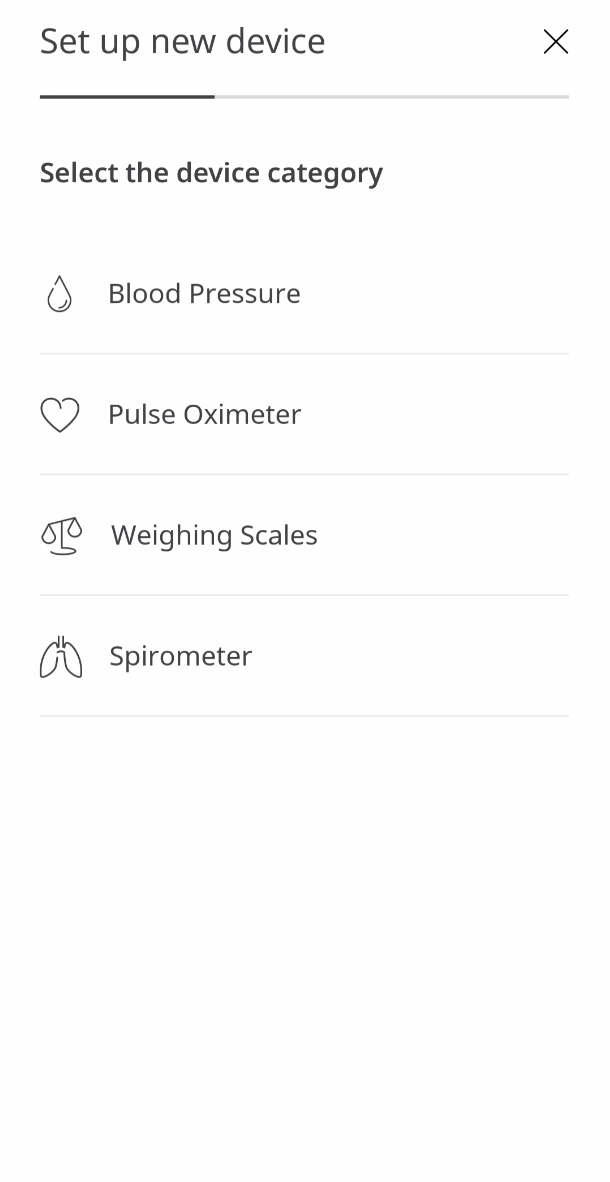 Set up new device
Select the device category
Blood Pressure
Pulse Oximeter
Weighing Scales
Spirometer